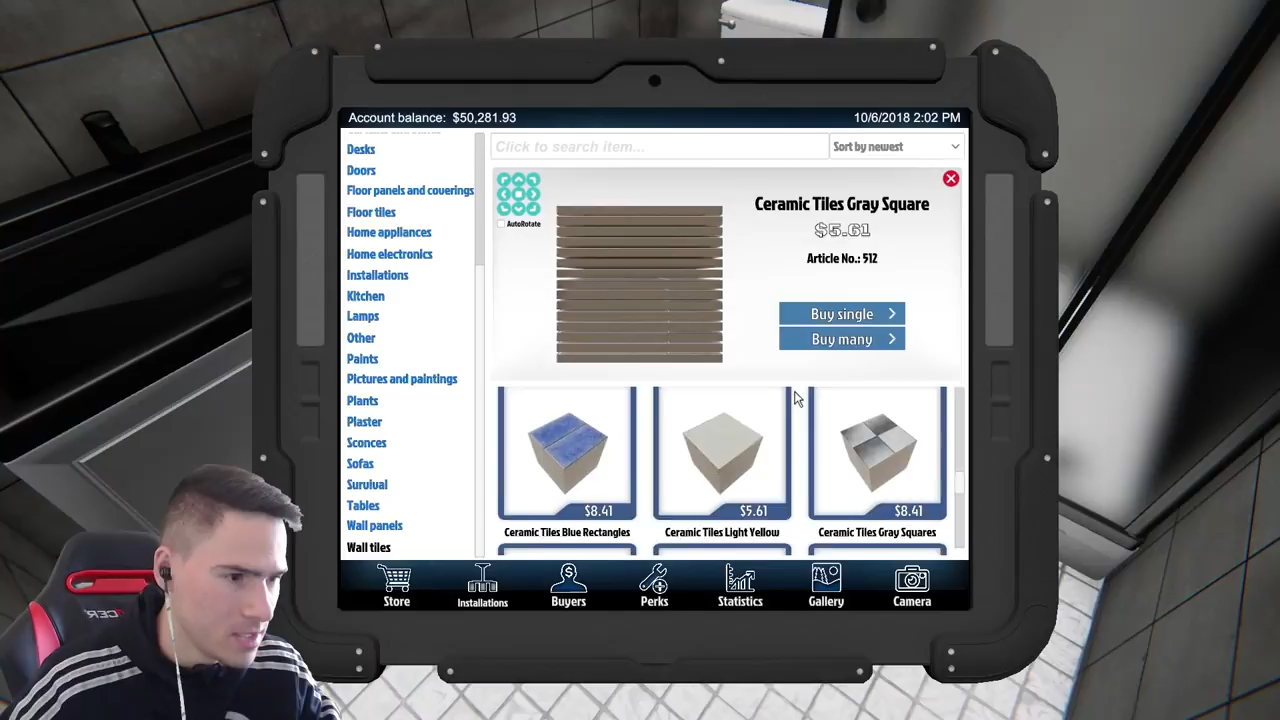 Account balance: $50,281.93
10/6/2018 2:02 PM
Desks
Doors
Floor panels and coverings
Floor tiles
Home appliances
Home electronics
Installations
Kitchen
Lamps
Other
Paints
Pictures and paintings
Plants
Plaster
Sconces
Sofas
Survival
Tables
Wall panels
Wall tiles
Click to search item...
Sort by newest
AutoRotate
Ceramic Tiles Gray Square
$5.61
Article No.: 512
Buy single
Buy many
$8.41
$5.61
$8.41
Ceramic Tiles Blue Rectangles
Ceramic Tiles Light Yellow
Ceramic Tiles Gray Squares
Store
Installations
Buyers
Perks
Statistics
Gallery
Camera